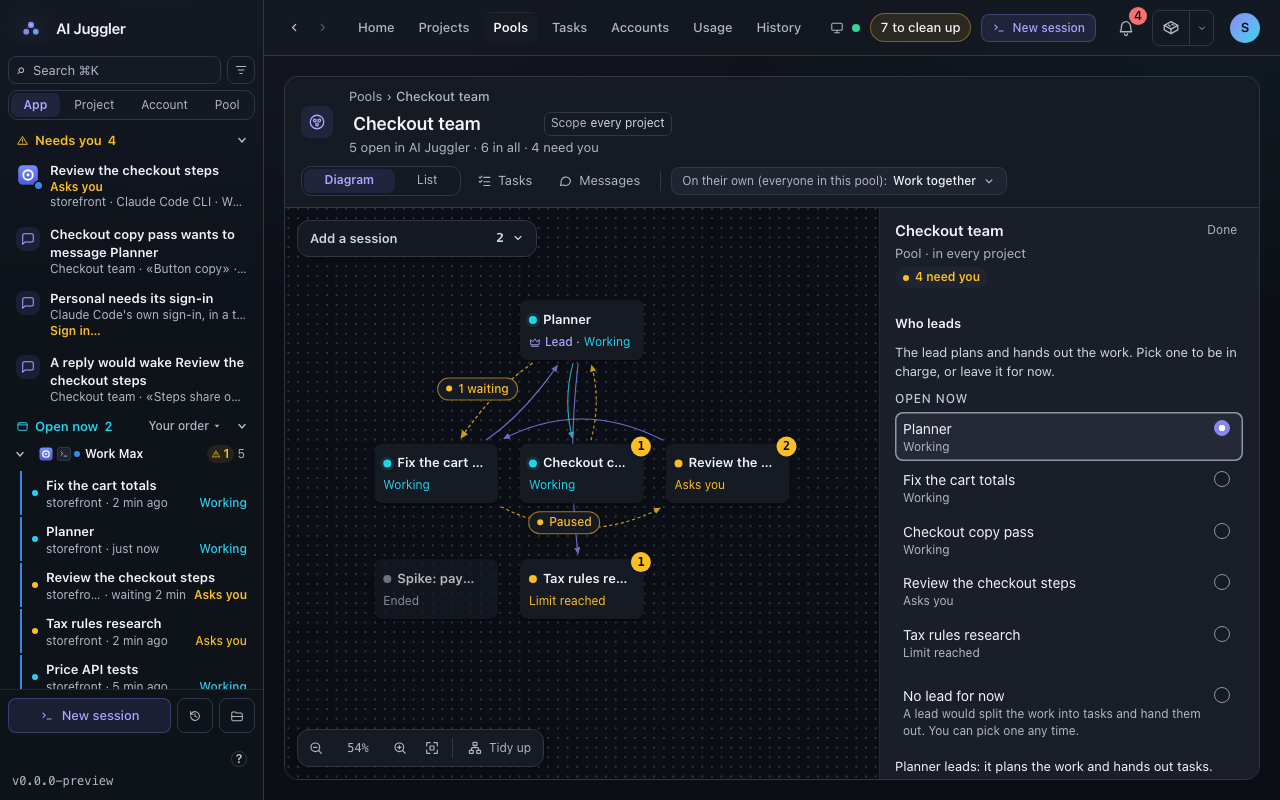 AI Juggler
Search ⌘K
App Project Account Pool
Needs you 4
Review the checkout steps
Asks you
storefront · Claude Code CLI · W…
Checkout copy pass wants to
message Planner
Checkout team · «Button copy» ·…
Personal needs its sign-in
Claude Code's own sign-in, in a t…
Sign in…
A reply would wake Review the
checkout steps
Checkout team · «Steps share o…
Open now 2 Your order
Work Max 1 5
Fix the cart totals
storefront · 2 min ago Working
Planner
storefront · just now Working
Review the checkout steps
storefro… · waiting 2 min Asks you
Tax rules research
storefront · 2 min ago Asks you
Price API tests
storefront · 5 min ago Working
New session
?
v0.0.0-preview
Home Projects Pools Tasks Accounts Usage History
7 to clean up
New session
4
S
Pools › Checkout team
Checkout team
Scope every project
5 open in AI Juggler · 6 in all · 4 need you
Diagram List Tasks Messages
On their own (everyone in this pool): Work together
Add a session 2
Planner
Lead · Working
1 waiting
1
2
Fix the cart …
Working
Checkout c…
Working
Review the …
Asks you
Paused
1
Spike: pay…
Ended
Tax rules re…
Limit reached
54%
Tidy up
Checkout team
Done
Pool · in every project
4 need you
Who leads
The lead plans and hands out the work. Pick one to be in
charge, or leave it for now.
OPEN NOW
Planner
Working
Fix the cart totals
Working
Checkout copy pass
Working
Review the checkout steps
Asks you
Tax rules research
Limit reached
No lead for now
A lead would split the work into tasks and hand them
out. You can pick one any time.
Planner leads: it plans the work and hands out tasks.